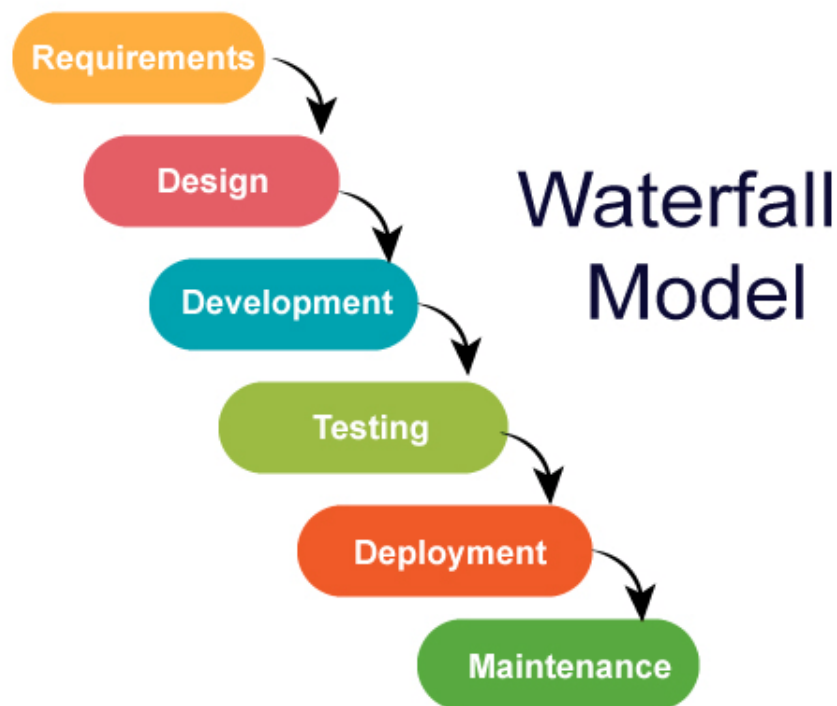 Requirements
Design
Waterfall
Model
Development
Testing
Deployment
Maintenance